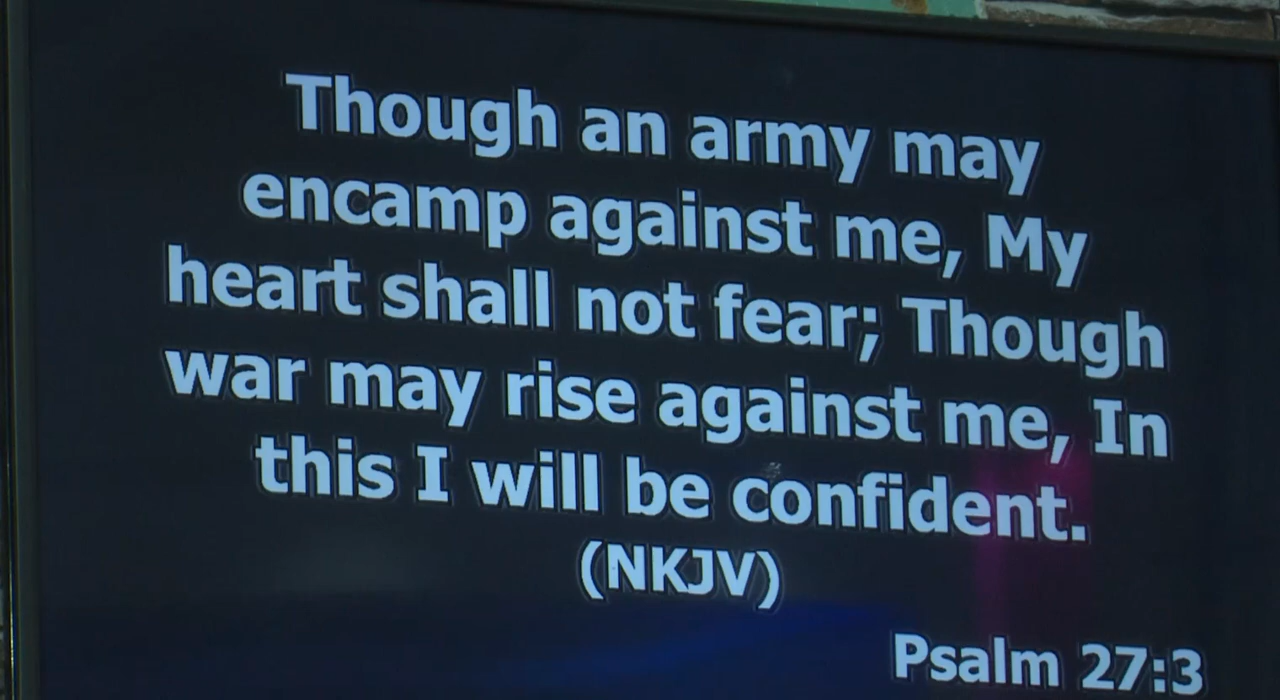 Though an army may
encamp against me, My
heart shall not fear; Though
war may rise against me, In
this I will be confident.
(NKJV)
Psalm 27:3